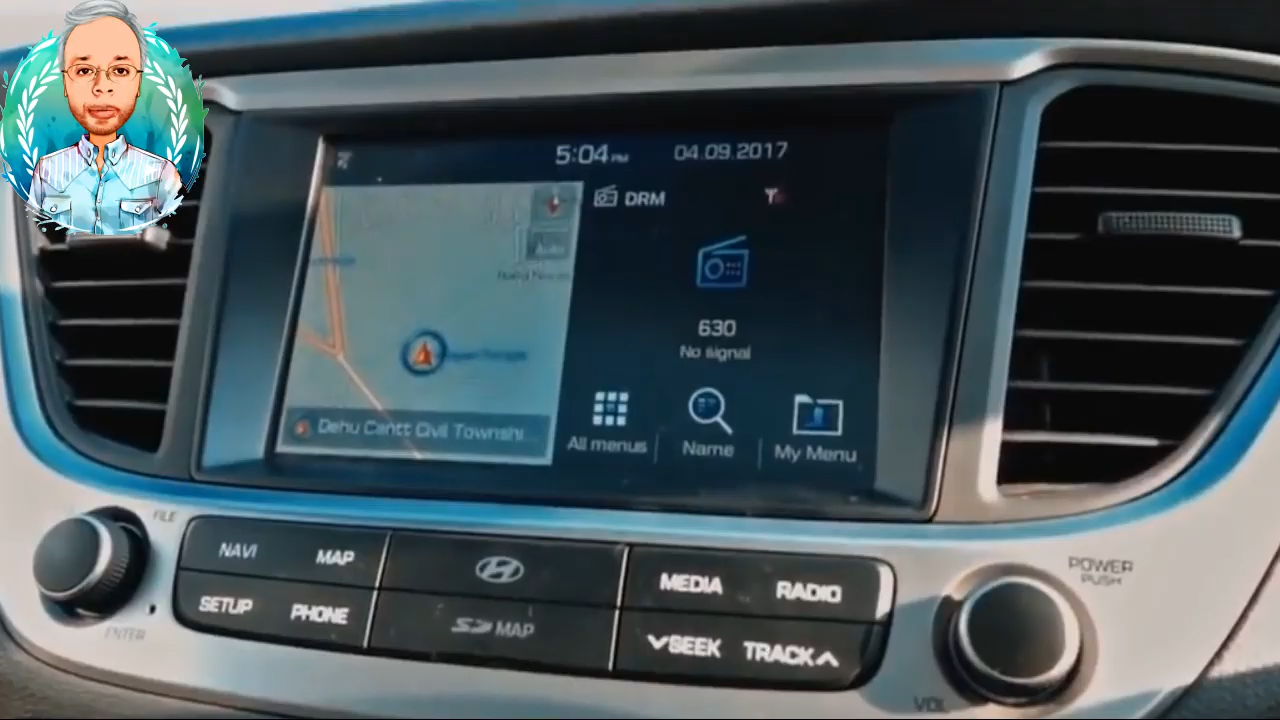 5:04 PM 04.09.2017
DRM
Auto
630
No signal
Dehu Cantt Civil Townshi...
All menus
Name
My Menu
FILE
NAVI
MAP
MEDIA
RADIO
POWER
PUSH
SETUP
PHONE
SD MAP
SEEK
TRACK
ENTER
VOL